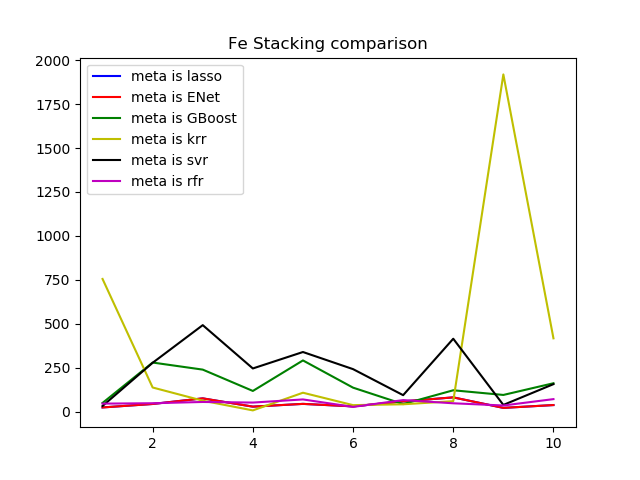 Fe Stacking comparison
2000
1750
1500
1250
1000
750
500
250
0
meta is lasso
meta is ENet
meta is GBoost
meta is krr
meta is svr
meta is rfr
2 4 6 8 10